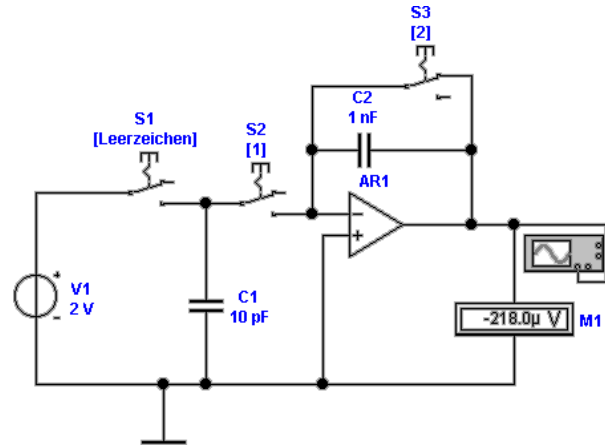 S3
[2]
C2
1 nF
S1
[Leerzeichen]
S2
[1]
AR1
−
+
+
V1
2 V
-
C1
10 pF
-218.0µ V
M1